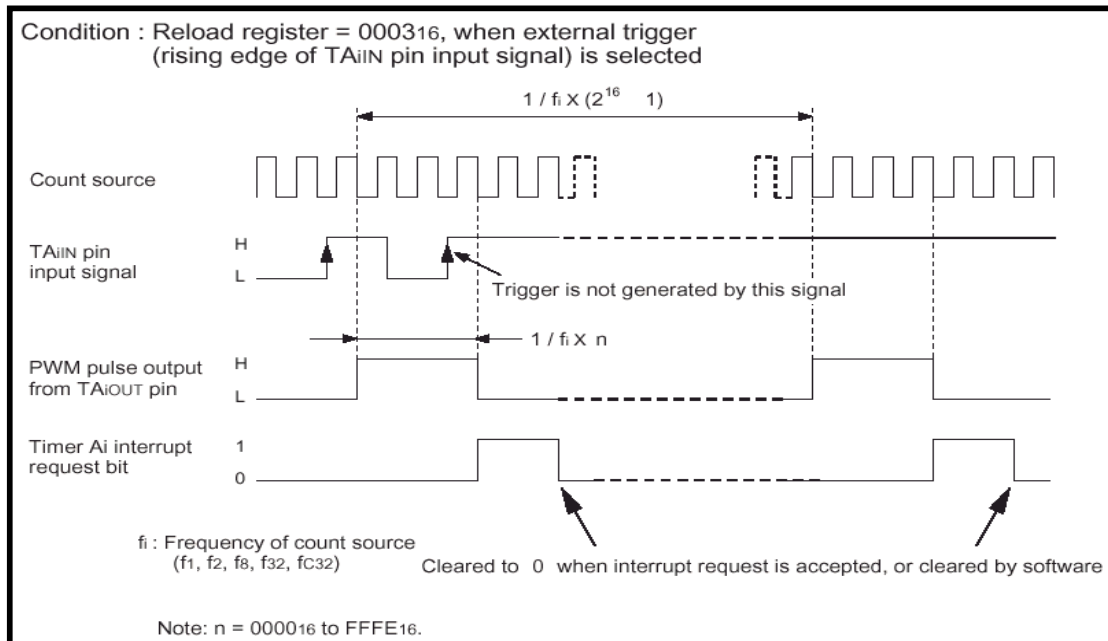 Condition : Reload register = 000316, when external trigger
(rising edge of TAiIN pin input signal) is selected
1 / fi X (2^16 1)
Count source
TAiIN pin
input signal
H
L
Trigger is not generated by this signal
1 / fi X n
PWM pulse output
from TAiOUT pin
H
L
Timer Ai interrupt
request bit
1
0
fi : Frequency of count source
(f1, f2, f8, f32, fC32)
Cleared to 0 when interrupt request is accepted, or cleared by software
Note: n = 000016 to FFFE16.